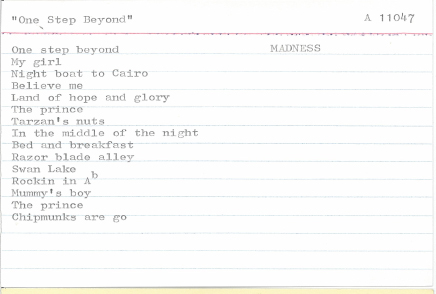 "One Step Beyond" A 11047
One step beyond MADNESS
My girl
Night boat to Cairo
Believe me
Land of hope and glory
The prince
Tarzan's nuts
In the middle of the night
Bed and breakfast
Razor blade alley
Swan Lake
Rockin in Ab
Mummy's boy
The prince
Chipmunks are go